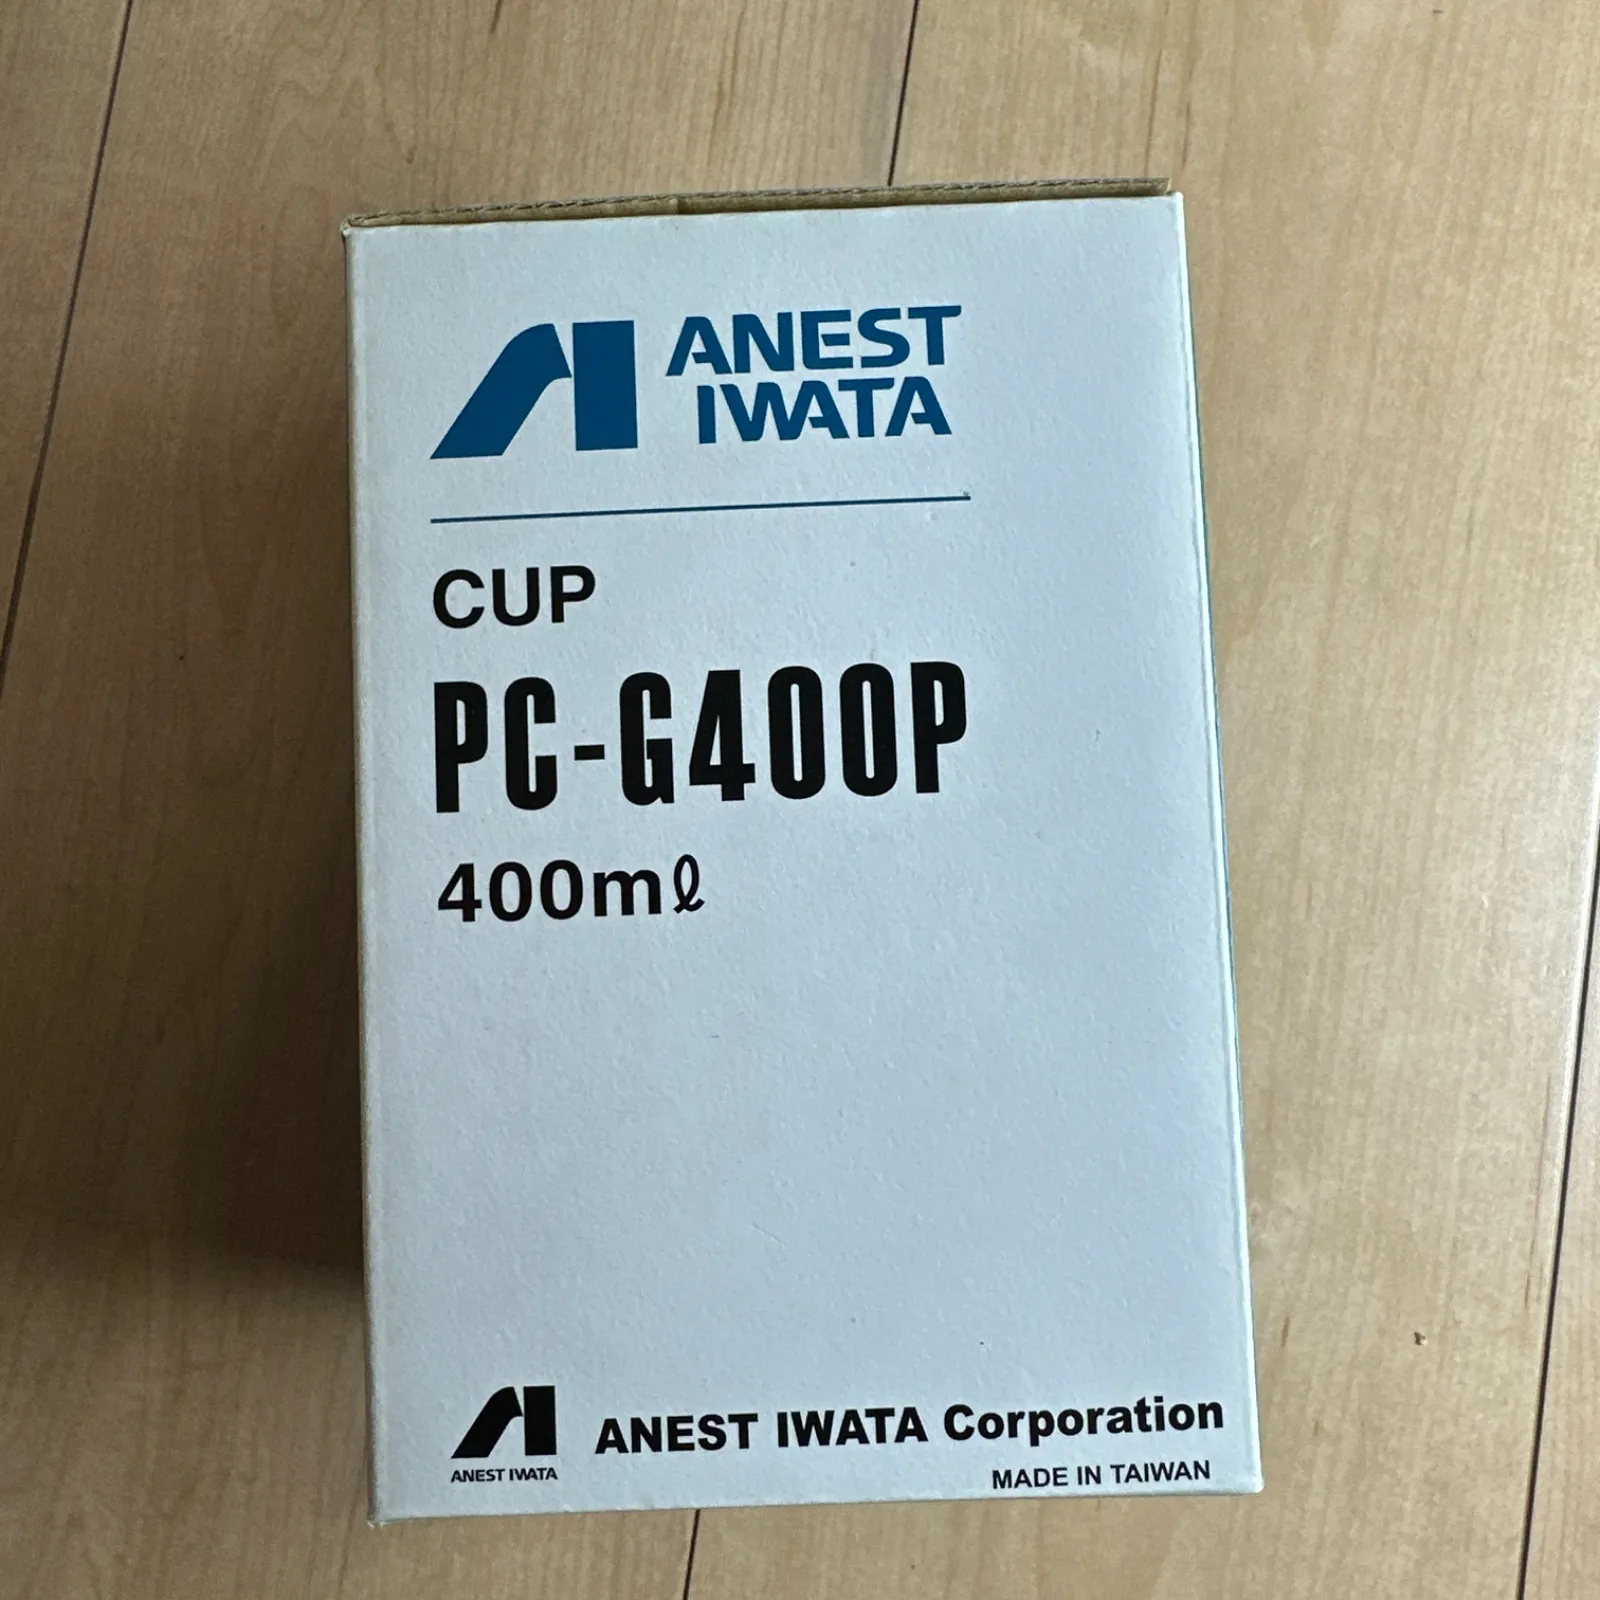 ANEST
IWATA
CUP
PC-G400P
400mℓ
ANEST IWATA
ANEST IWATA Corporation
MADE IN TAIWAN